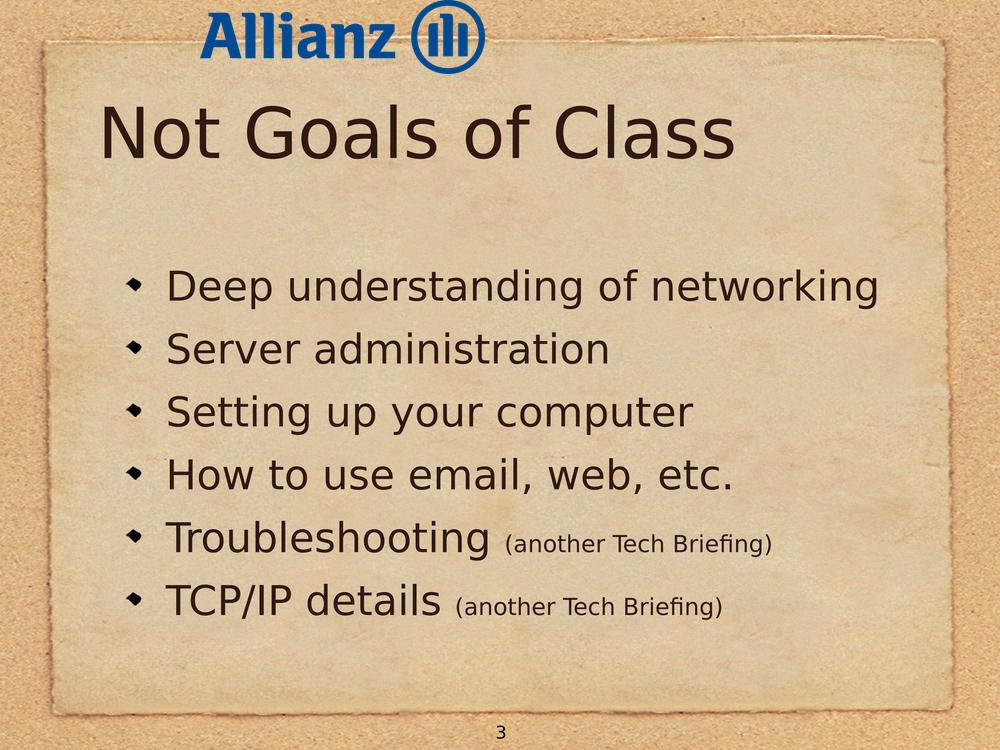 Allianz
Not Goals of Class
Deep understanding of networking
Server administration
Setting up your computer
How to use email, web, etc.
Troubleshooting (another Tech Briefing)
TCP/IP details (another Tech Briefing)
3